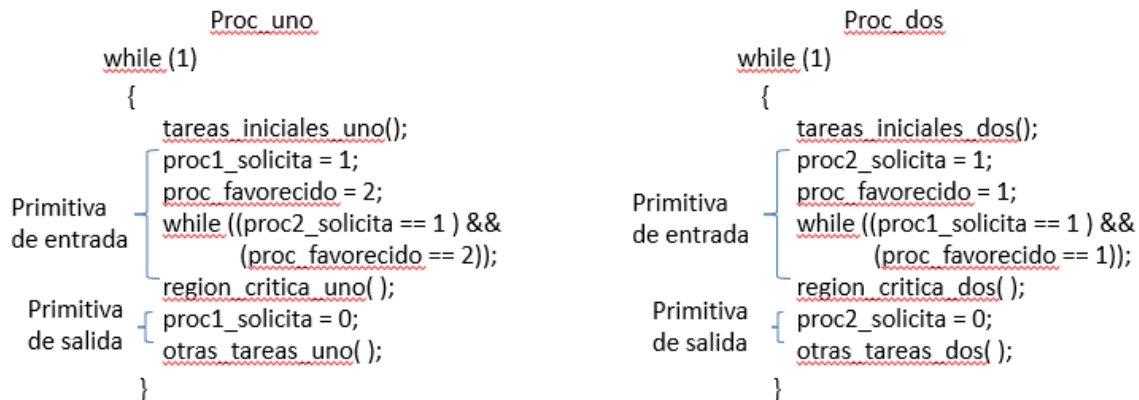 Proc_uno
while (1)
{
tareas_iniciales_uno();
proc1_solicita = 1;
proc_favorecido = 2;
while ((proc2_solicita == 1 ) &&
(proc_favorecido == 2));
region_critica_uno( );
proc1_solicita = 0;
otras_tareas_uno( );
}
Primitiva
de entrada
Primitiva
de salida
Proc_dos
while (1)
{
tareas_iniciales_dos();
proc2_solicita = 1;
proc_favorecido = 1;
while ((proc1_solicita == 1 ) &&
(proc_favorecido == 1));
region_critica_dos( );
proc2_solicita = 0;
otras_tareas_dos( );
}
Primitiva
de entrada
Primitiva
de salida